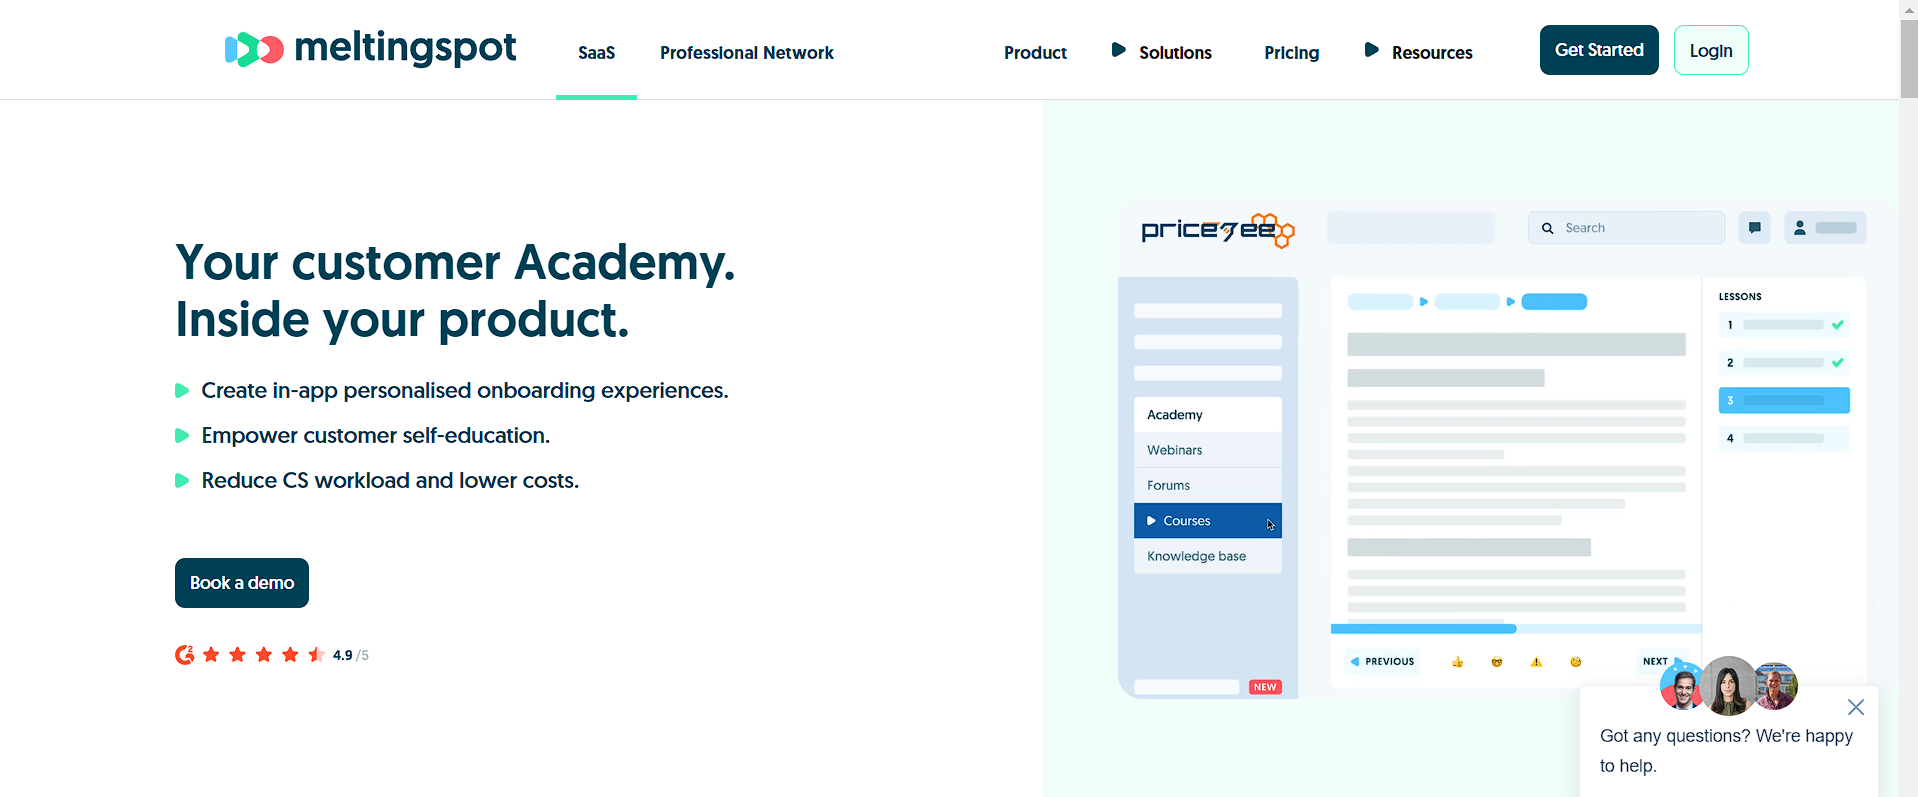 meltingspot
SaaS
Professional Network
Product
Solutions
Pricing
Resources
Get Started
Login
Your customer Academy.
Inside your product.
Create in-app personalised onboarding experiences.
Empower customer self-education.
Reduce CS workload and lower costs.
Book a demo
G2
4.9 /5
pricebee
Search
Academy
Webinars
Forums
Courses
Knowledge base
NEW
LESSONS
1
2
3
4
PREVIOUS
NEXT
Got any questions? We're happy
to help.